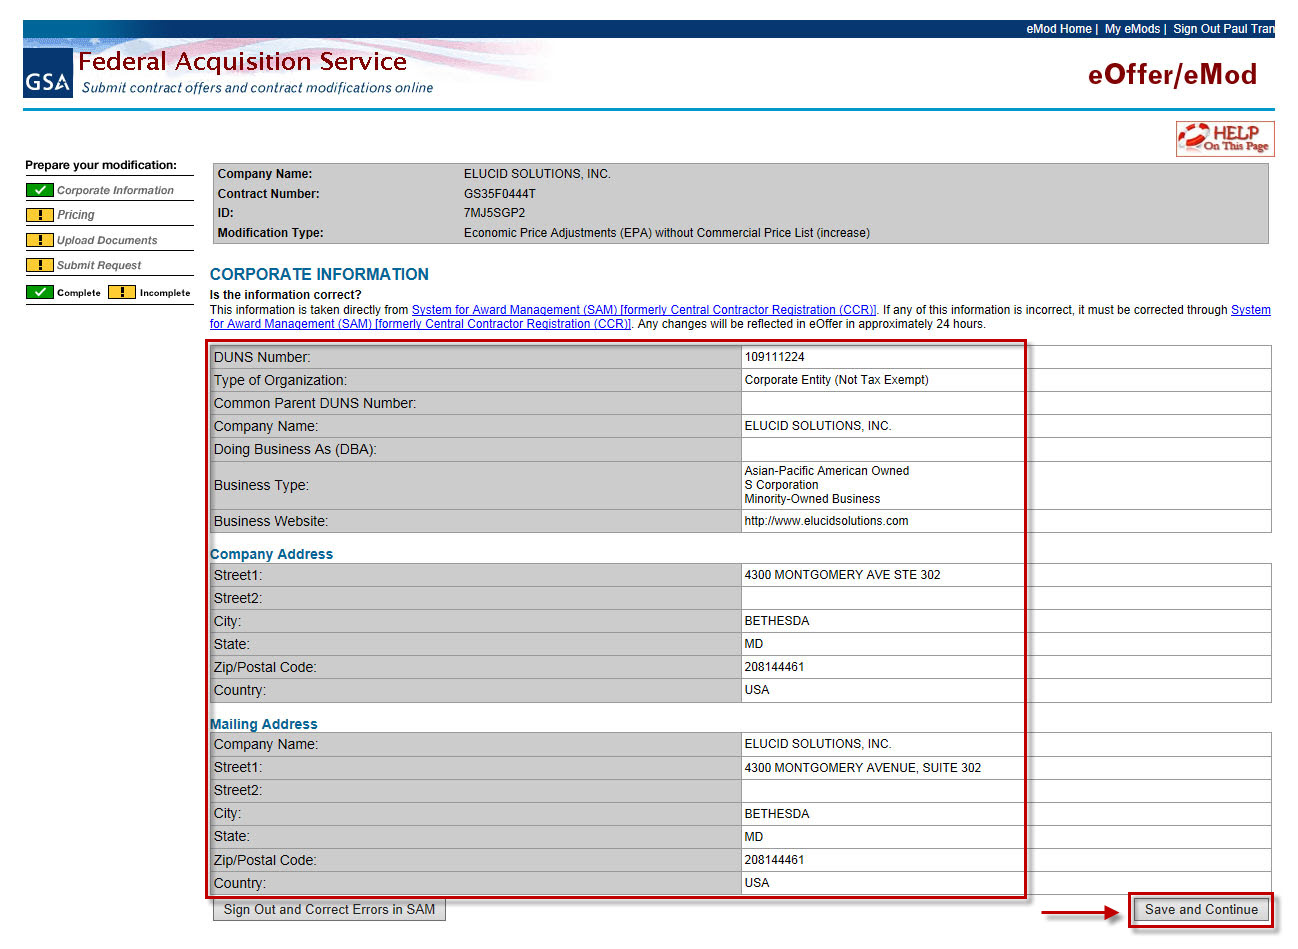 eMod Home | My eMods | Sign Out Paul Tran
GSA
Federal Acquisition Service
Submit contract offers and contract modifications online
eOffer/eMod
HELP
On This Page
Prepare your modification:
Corporate Information
Pricing
Upload Documents
Submit Request
Complete Incomplete
Company Name: ELUCID SOLUTIONS, INC.
Contract Number: GS35F0444T
ID: 7MJ5SGP2
Modification Type: Economic Price Adjustments (EPA) without Commercial Price List (increase)
CORPORATE INFORMATION
Is the information correct?
This information is taken directly from System for Award Management (SAM) [formerly Central Contractor Registration (CCR)]. If any of this information is incorrect, it must be corrected through System
for Award Management (SAM) [formerly Central Contractor Registration (CCR)]. Any changes will be reflected in eOffer in approximately 24 hours.
DUNS Number: 109111224
Type of Organization: Corporate Entity (Not Tax Exempt)
Common Parent DUNS Number:
Company Name: ELUCID SOLUTIONS, INC.
Doing Business As (DBA):
Business Type: Asian-Pacific American Owned
S Corporation
Minority-Owned Business
Business Website: http://www.elucidsolutions.com
Company Address
Street1: 4300 MONTGOMERY AVE STE 302
Street2:
City: BETHESDA
State: MD
Zip/Postal Code: 208144461
Country: USA
Mailing Address
Company Name: ELUCID SOLUTIONS, INC.
Street1: 4300 MONTGOMERY AVENUE, SUITE 302
Street2:
City: BETHESDA
State: MD
Zip/Postal Code: 208144461
Country: USA
Sign Out and Correct Errors in SAM
Save and Continue